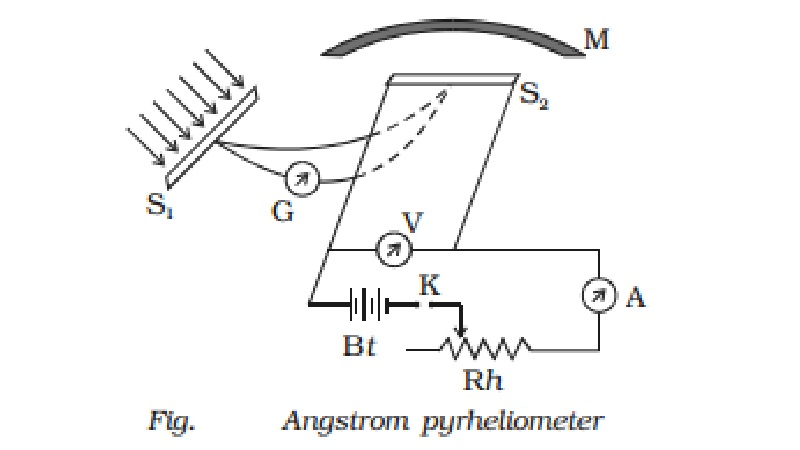 M
S₂
S₁
G
V
K
A
Bt
Rh
Fig. Angstrom pyrheliometer